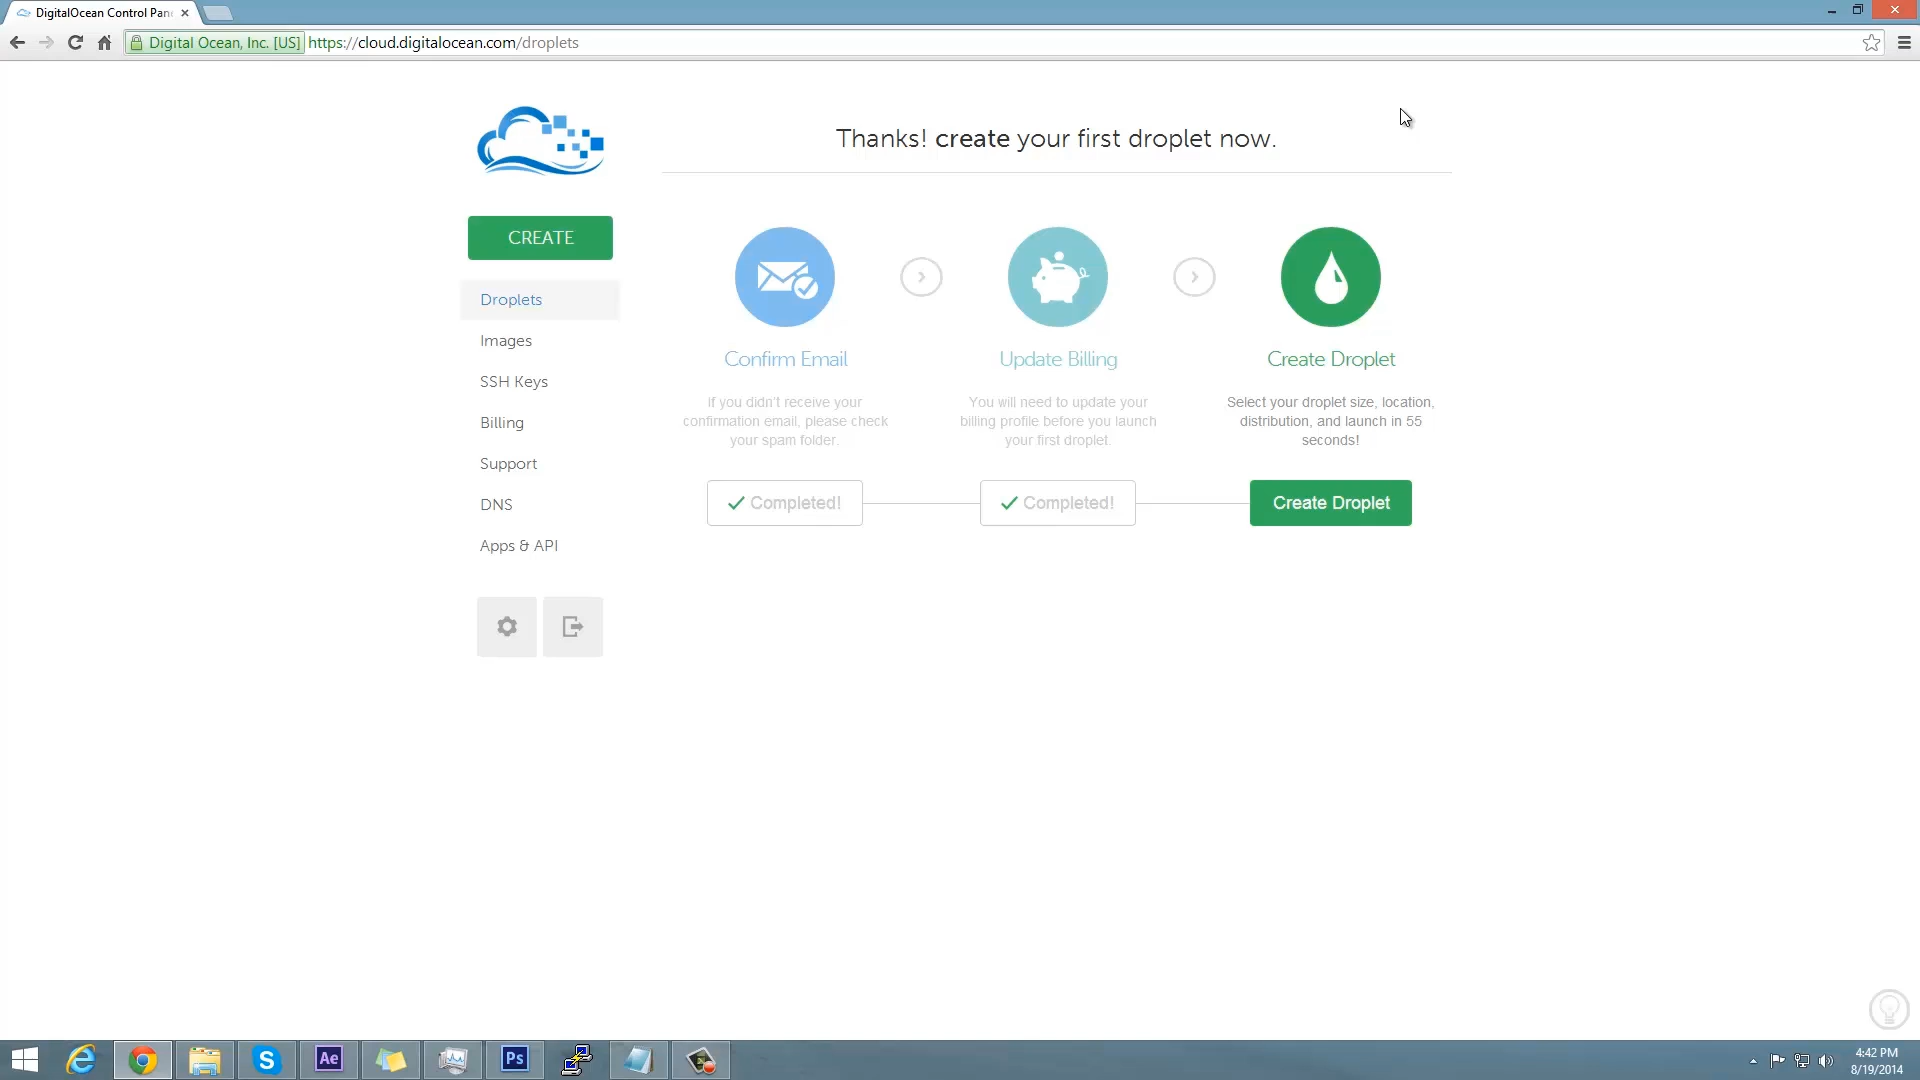 DigitalOcean Control Pan
Digital Ocean, Inc. [US]
https://cloud.digitalocean.com/droplets
Thanks! create your first droplet now.
CREATE
Droplets
Images
SSH Keys
Billing
Support
DNS
Apps & API
Confirm Email
If you didn't receive your
confirmation email, please check
your spam folder.
Completed!
Update Billing
You will need to update your
billing profile before you launch
your first droplet.
Completed!
Create Droplet
Select your droplet size, location,
distribution, and launch in 55
seconds!
Create Droplet
Ae
Ps
4:42 PM
8/19/2014